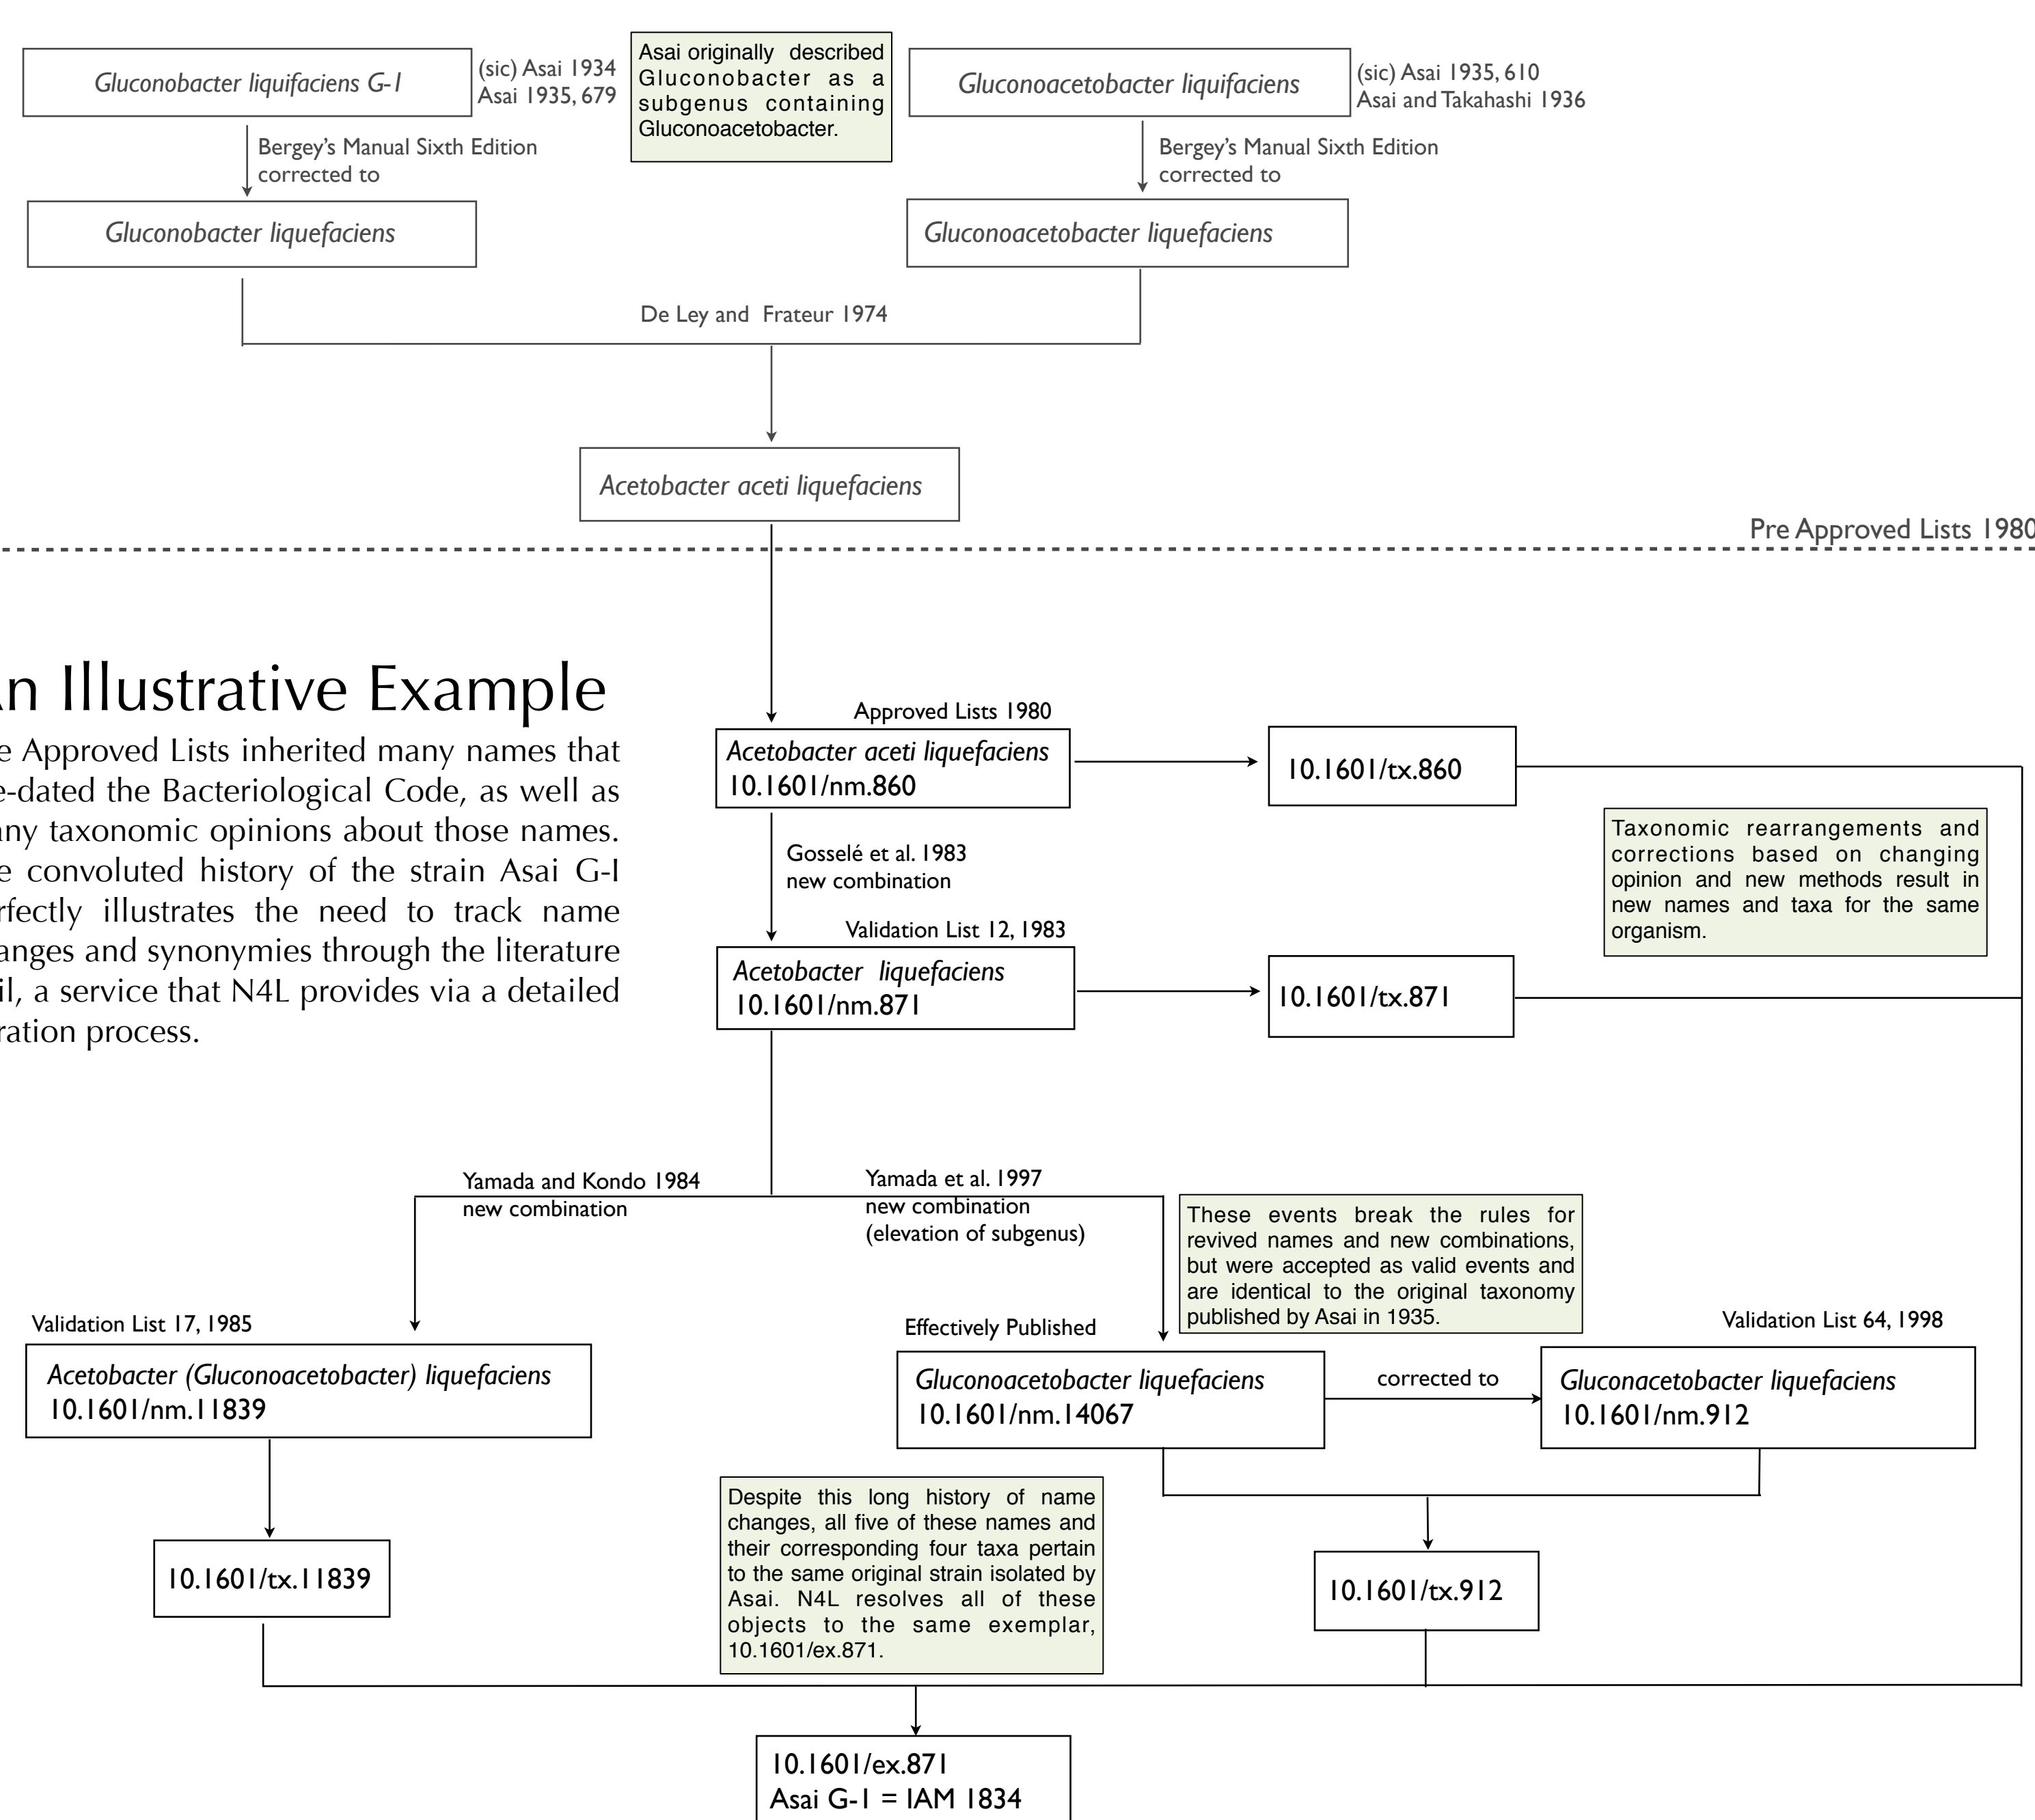 Gluconobacter liquifaciens G-1
(sic) Asai 1934
Asai 1935, 679
Asai originally described
Gluconobacter as a
subgenus containing
Gluconoacetobacter.
Gluconoacetobacter liquifaciens
(sic) Asai 1935, 610
Asai and Takahashi 1936
Bergey's Manual Sixth Edition
corrected to
Bergey's Manual Sixth Edition
corrected to
Gluconobacter liquefaciens
Gluconoacetobacter liquefaciens
De Ley and Frateur 1974
Acetobacter aceti liquefaciens
Pre Approved Lists 1980
n Illustrative Example
e Approved Lists inherited many names that
e-dated the Bacteriological Code, as well as
any taxonomic opinions about those names.
e convoluted history of the strain Asai G-I
rfectly illustrates the need to track name
anges and synonymies through the literature
il, a service that N4L provides via a detailed
ration process.
Approved Lists 1980
Acetobacter aceti liquefaciens
10.1601/nm.860
10.1601/tx.860
Gosselé et al. 1983
new combination
Taxonomic rearrangements and
corrections based on changing
opinion and new methods result in
new names and taxa for the same
organism.
Validation List 12, 1983
Acetobacter liquefaciens
10.1601/nm.871
10.1601/tx.871
Yamada and Kondo 1984
new combination
Yamada et al. 1997
new combination
(elevation of subgenus)
These events break the rules for
revived names and new combinations,
but were accepted as valid events and
are identical to the original taxonomy
published by Asai in 1935.
Validation List 17, 1985
Acetobacter (Gluconoacetobacter) liquefaciens
10.1601/nm.11839
Effectively Published
Gluconoacetobacter liquefaciens
10.1601/nm.14067
corrected to
Validation List 64, 1998
Gluconacetobacter liquefaciens
10.1601/nm.912
Despite this long history of name
changes, all five of these names and
their corresponding four taxa pertain
to the same original strain isolated by
Asai. N4L resolves all of these
objects to the same exemplar,
10.1601/ex.871.
10.1601/tx.11839
10.1601/tx.912
10.1601/ex.871
Asai G-1 = IAM 1834